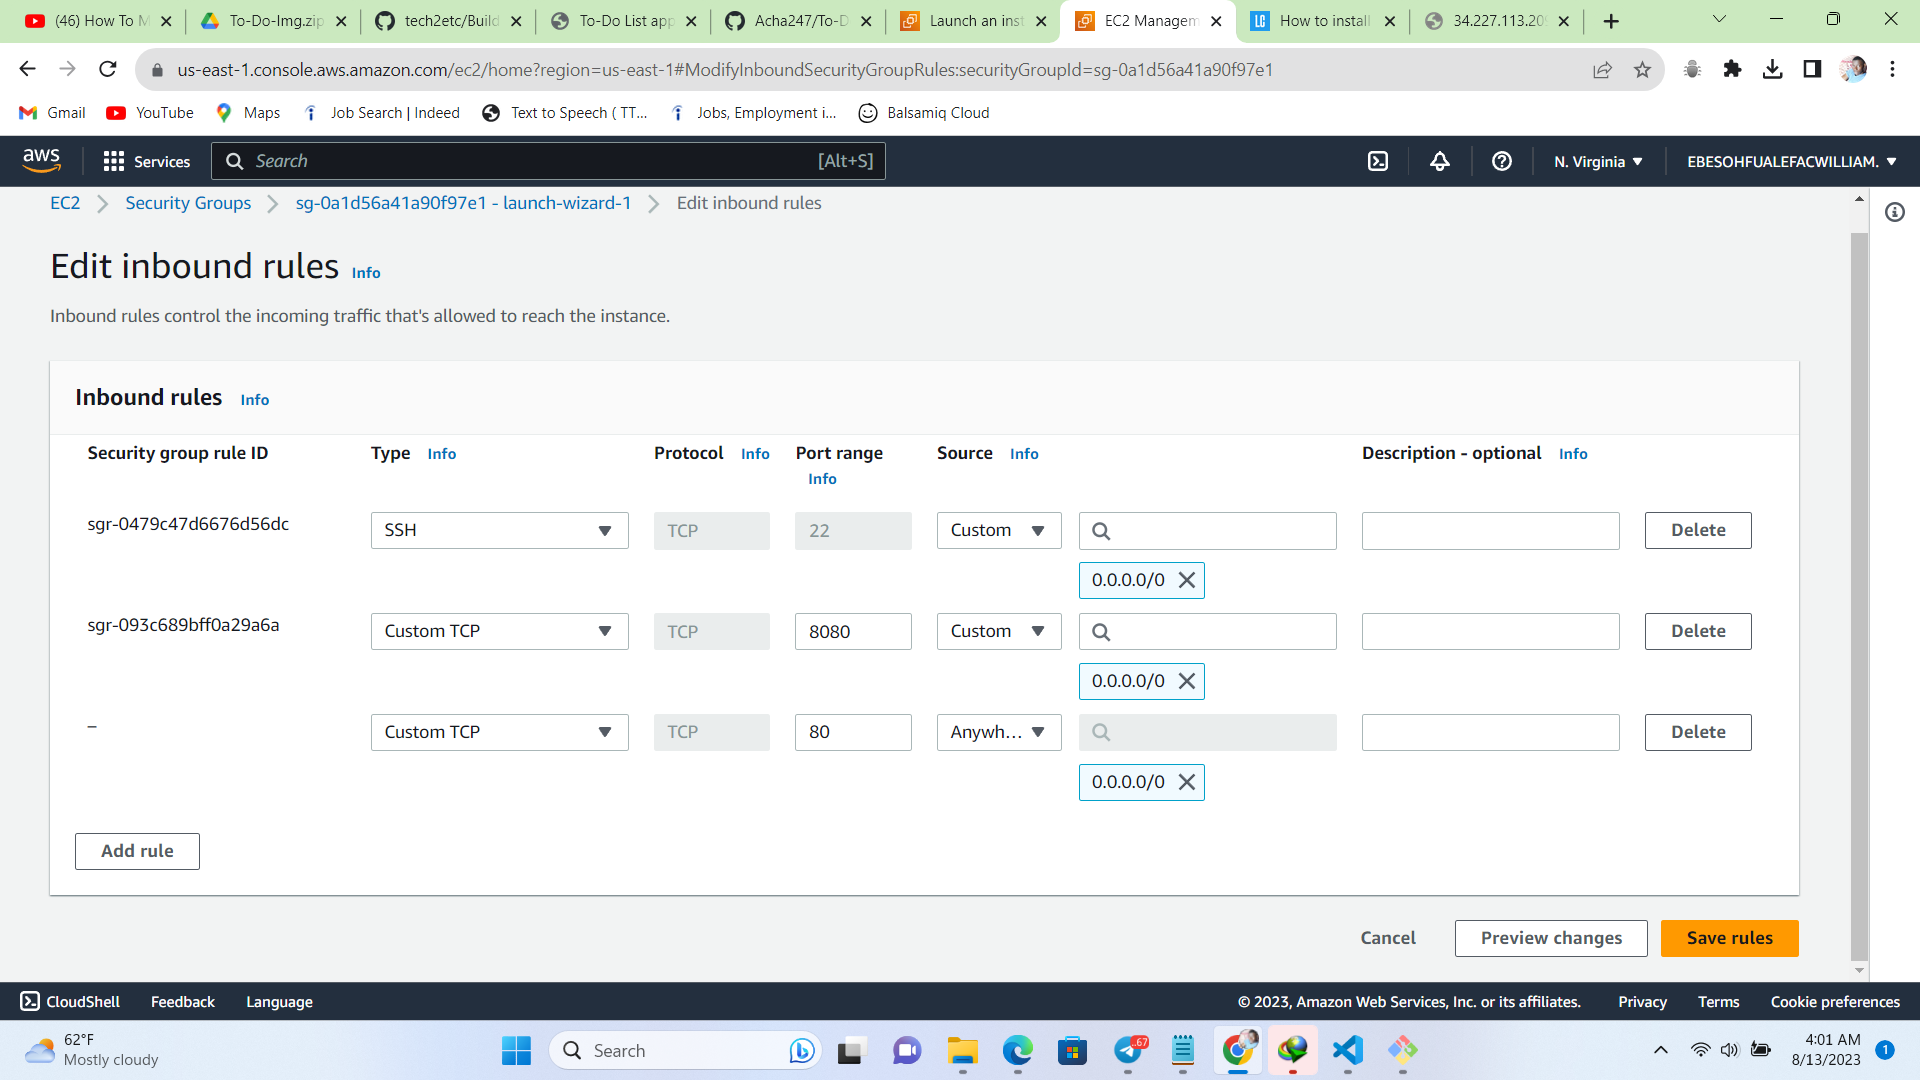 (46) How To M
To-Do-Img.zip
tech2etc/Build
To-Do List app
Acha247/To-D
Launch an inst
EC2 Managem
How to install
34.227.113.209
us-east-1.console.aws.amazon.com/ec2/home?region=us-east-1#ModifyInboundSecurityGroupRules:securityGroupId=sg-0a1d56a41a90f97e1
Gmail
YouTube
Maps
Job Search | Indeed
Text to Speech ( TT...
Jobs, Employment i...
Balsamiq Cloud
aws
Services
Search
[Alt+S]
N. Virginia
EBESOHFUALEFACWILLIAM.
EC2
Security Groups
sg-0a1d56a41a90f97e1 - launch-wizard-1
Edit inbound rules
Edit inbound rules Info
Inbound rules control the incoming traffic that's allowed to reach the instance.
Inbound rules Info
Security group rule ID
Type Info
Protocol Info
Port range
Info
Source Info
Description - optional Info
sgr-0479c47d6676d56dc
SSH
TCP
22
Custom
Delete
0.0.0.0/0
sgr-093c689bff0a29a6a
Custom TCP
TCP
8080
Custom
Delete
0.0.0.0/0
–
Custom TCP
TCP
80
Anywh...
Delete
0.0.0.0/0
Add rule
Cancel
Preview changes
Save rules
CloudShell
Feedback
Language
© 2023, Amazon Web Services, Inc. or its affiliates.
Privacy
Terms
Cookie preferences
62°F
Mostly cloudy
Search
67
4:01 AM
8/13/2023
1